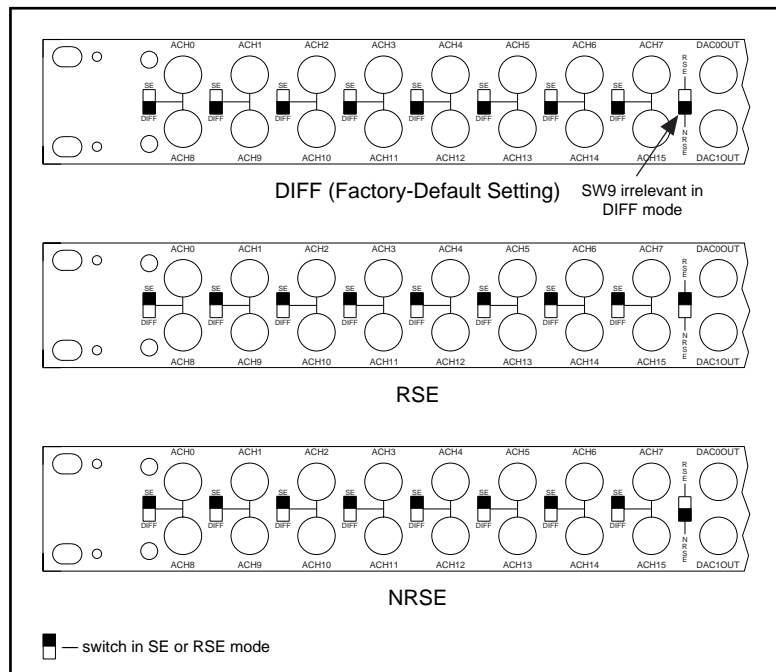 ACH0 ACH1 ACH2 ACH3 ACH4 ACH5 ACH6 ACH7 RSE DAC0OUT
SE SE SE SE SE SE SE SE
DIFF DIFF DIFF DIFF DIFF DIFF DIFF DIFF
ACH8 ACH9 ACH10 ACH11 ACH12 ACH13 ACH14 ACH15 NRSE DAC1OUT
DIFF (Factory-Default Setting)
SW9 irrelevant in
DIFF mode
ACH0 ACH1 ACH2 ACH3 ACH4 ACH5 ACH6 ACH7 RSE DAC0OUT
SE SE SE SE SE SE SE SE
DIFF DIFF DIFF DIFF DIFF DIFF DIFF DIFF
ACH8 ACH9 ACH10 ACH11 ACH12 ACH13 ACH14 ACH15 NRSE DAC1OUT
RSE
ACH0 ACH1 ACH2 ACH3 ACH4 ACH5 ACH6 ACH7 RSE DAC0OUT
SE SE SE SE SE SE SE SE
DIFF DIFF DIFF DIFF DIFF DIFF DIFF DIFF
ACH8 ACH9 ACH10 ACH11 ACH12 ACH13 ACH14 ACH15 NRSE DAC1OUT
NRSE
— switch in SE or RSE mode